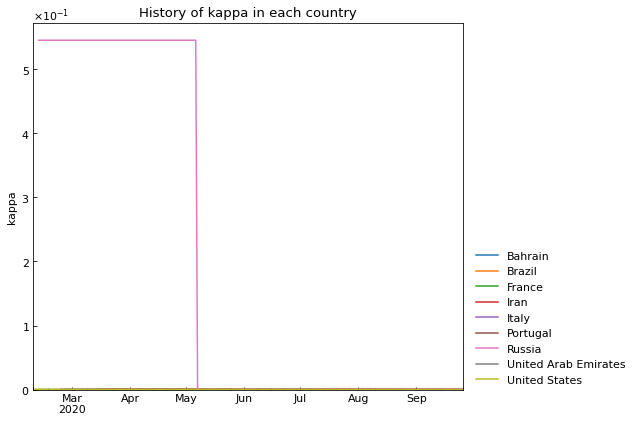 History of kappa in each country
×10⁻¹
5
4
3
2
1
0
kappa
Mar
2020
Apr
May
Jun
Jul
Aug
Sep
Bahrain
Brazil
France
Iran
Italy
Portugal
Russia
United Arab Emirates
United States